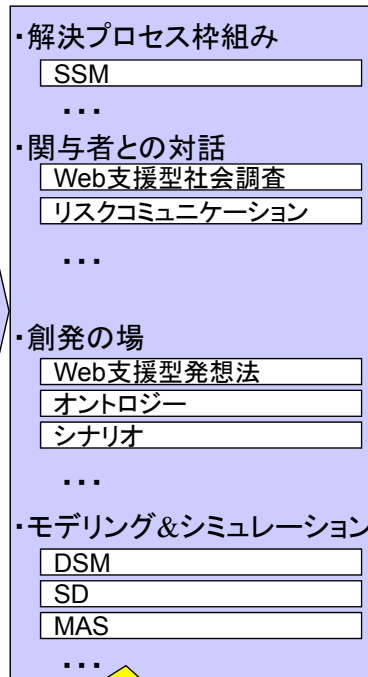 ・解決プロセス枠組み
SSM
・・・
・関与者との対話
Web支援型社会調査
リスクコミュニケーション
・・・
・創発の場
Web支援型発想法
オントロジー
シナリオ
・・・
・モデリング&シミュレーション
DSM
SD
MAS
・・・